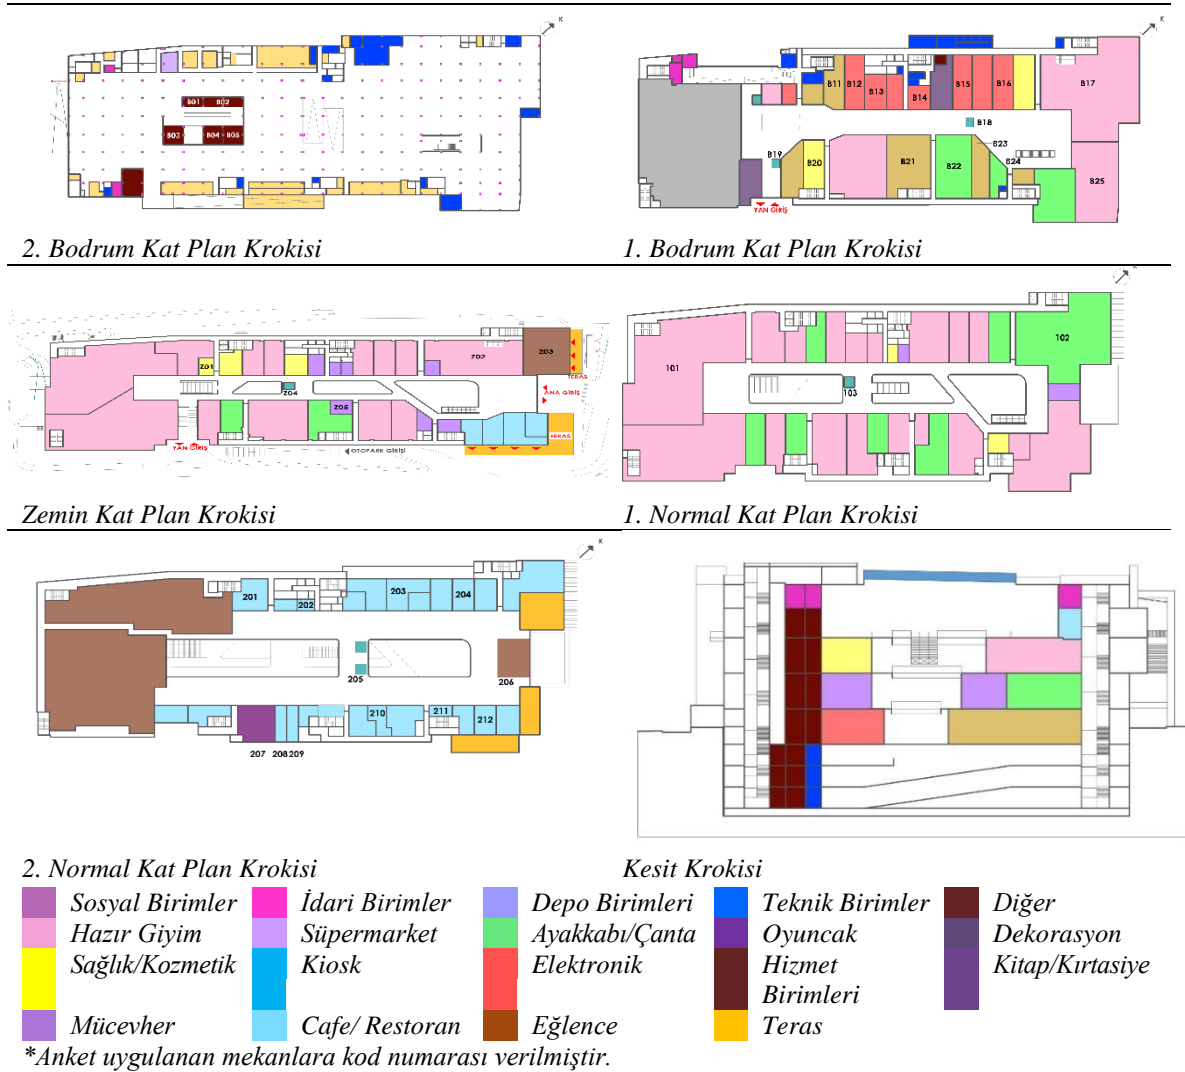 K
K
B01 B02
B03 B04 B05
B11 B12 B13 B14 B15 B16 B17
B18
B19 B20 B21 B22 B23 B24 B25
YAN GİRİŞ
2. Bodrum Kat Plan Krokisi
1. Bodrum Kat Plan Krokisi
K
Z01 Z02 Z03
TERAS
Z04
ANA GİRİŞ
Z05
TERAS
YAN GİRİŞ
OTOPARK GİRİŞİ
101 102
103
Zemin Kat Plan Krokisi
1. Normal Kat Plan Krokisi
K
201 202 203 204
205 206
207 208 209 210 211 212
2. Normal Kat Plan Krokisi
Kesit Krokisi
Sosyal Birimler İdari Birimler Depo Birimleri Teknik Birimler Diğer
Hazır Giyim Süpermarket Ayakkabı/Çanta Oyuncak Dekorasyon
Sağlık/Kozmetik Kiosk Elektronik Hizmet Kitap/Kırtasiye
Birimleri
Mücevher Cafe/ Restoran Eğlence Teras
*Anket uygulanan mekanlara kod numarası verilmiştir.